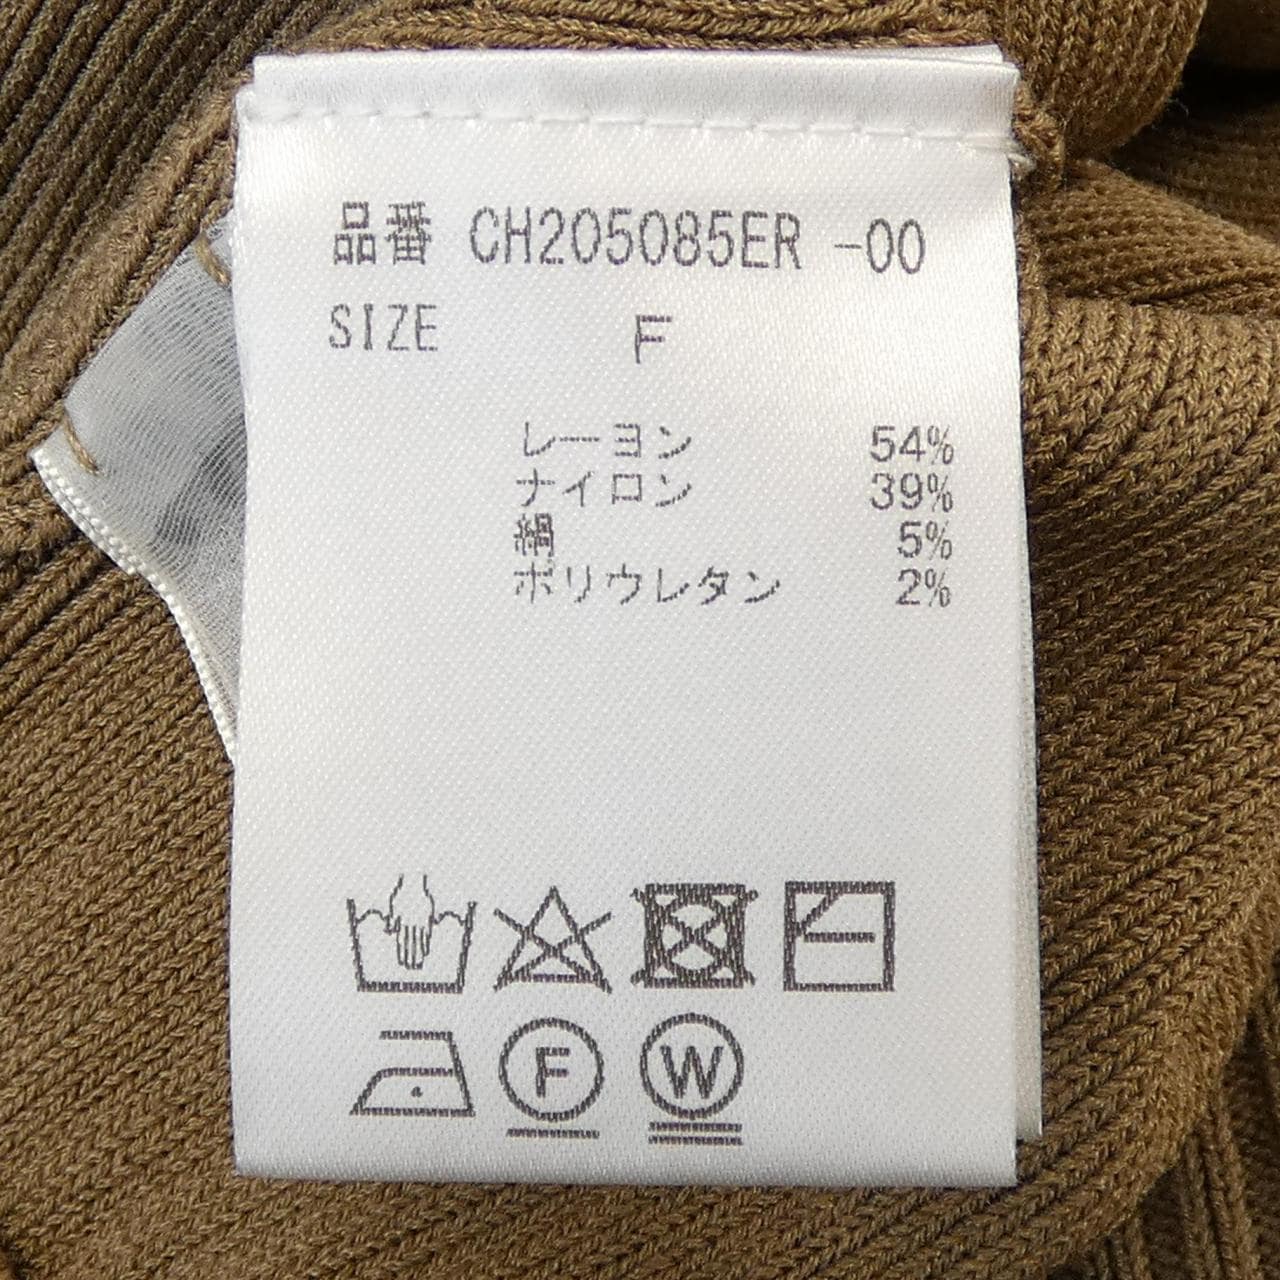 品番 CH205085ER -00
SIZE F
レーヨン 54%
ナイロン 39%
絹 5%
ポリウレタン 2%
F
W